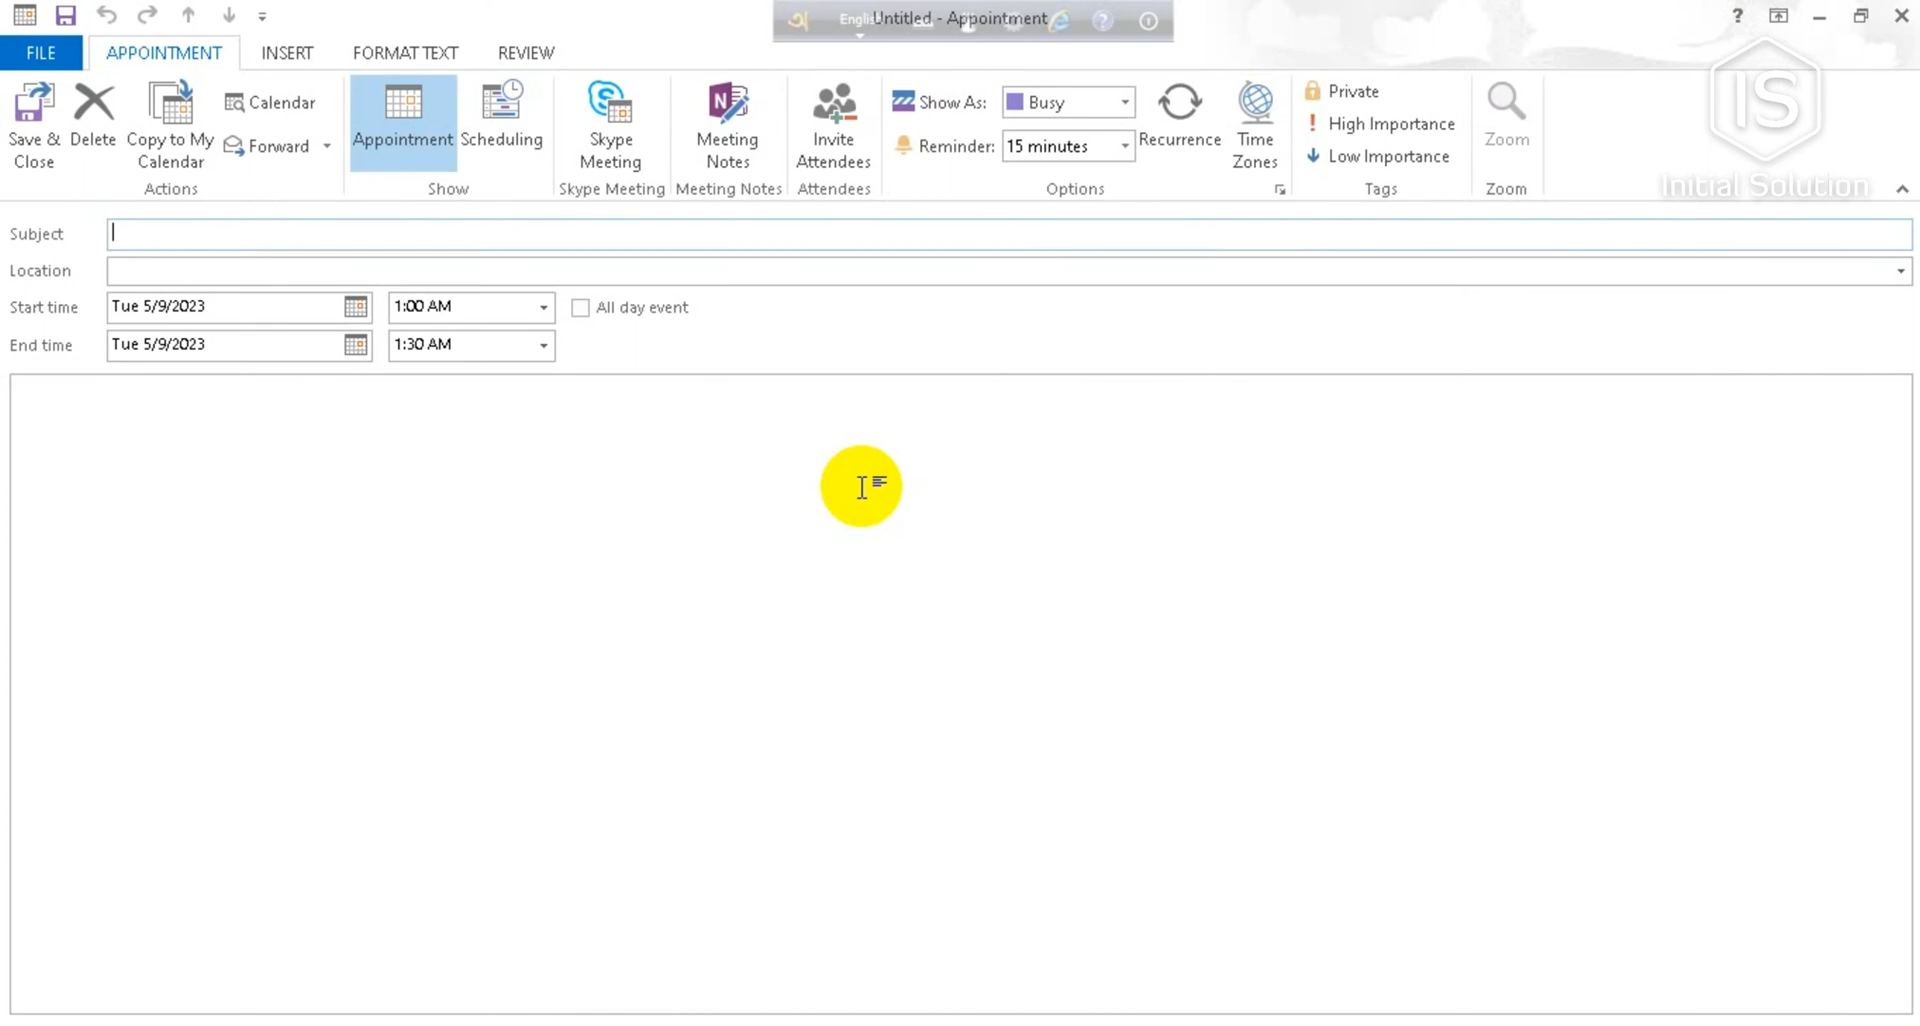 Untitled - Appointment
English
FILE
APPOINTMENT
INSERT
FORMAT TEXT
REVIEW
Save & Close
Delete
Copy to My Calendar
Calendar
Forward
Actions
Appointment
Scheduling
Show
Skype Meeting
Skype Meeting
Meeting Notes
Meeting Notes
Invite Attendees
Attendees
Show As: Busy
Reminder: 15 minutes
Recurrence
Time Zones
Options
Private
High Importance
Low Importance
Tags
Zoom
Zoom
IS
Initial Solution
Subject
Location
Start time Tue 5/9/2023 1:00 AM All day event
End time Tue 5/9/2023 1:30 AM